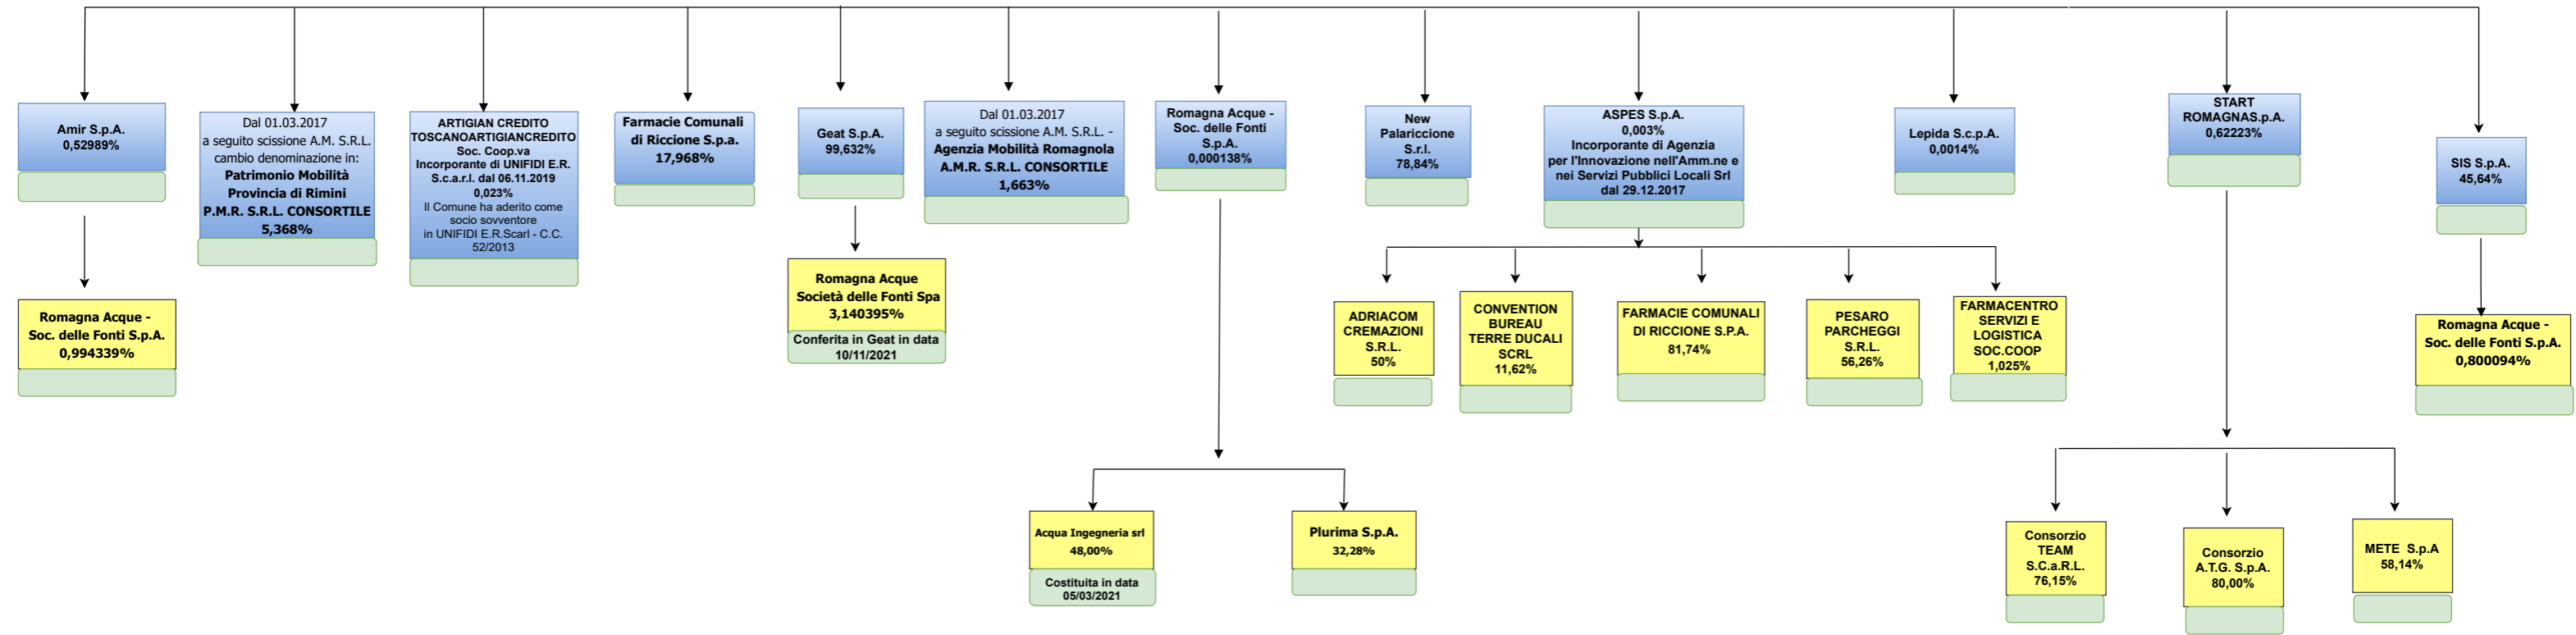 Amir S.p.A.
0,52989%
Dal 01.03.2017
a seguito scissione A.M. S.R.L.
cambio denominazione in:
Patrimonio Mobilità
Provincia di Rimini
P.M.R. S.R.L. CONSORTILE
5,368%
ARTIGIAN CREDITO
TOSCANOARTIGIANCREDITO
Soc. Coop.va
Incorporante di UNIFIDI E.R.
S.c.a.r.l. dal 06.11.2019
0,023%
Il Comune ha aderito come
socio sovventore
in UNIFIDI E.R.Scarl - C.C.
52/2013
Farmacie Comunali
di Riccione S.p.a.
17,968%
Geat S.p.A.
99,632%
Dal 01.03.2017
a seguito scissione A.M. S.R.L. -
Agenzia Mobilità Romagnola
A.M.R. S.R.L. CONSORTILE
1,663%
Romagna Acque -
Soc. delle Fonti
S.p.A.
0,000138%
New
Palariccione
S.r.l.
78,84%
ASPES S.p.A.
0,003%
Incorporante di Agenzia
per l'Innovazione nell'Amm.ne e
nei Servizi Pubblici Locali Srl
dal 29.12.2017
Lepida S.c.p.A.
0,0014%
START
ROMAGNAS.p.A.
0,62223%
SIS S.p.A.
45,64%
Romagna Acque -
Soc. delle Fonti S.p.A.
0,994339%
Romagna Acque
Società delle Fonti Spa
3,140395%
Conferita in Geat in data
10/11/2021
ADRIACOM
CREMAZIONI
S.R.L.
50%
CONVENTION
BUREAU
TERRE DUCALI
SCRL
11,62%
FARMACIE COMUNALI
DI RICCIONE S.P.A.
81,74%
PESARO
PARCHEGGI
S.R.L.
56,26%
FARMACENTRO
SERVIZI E
LOGISTICA
SOC.COOP
1,025%
Romagna Acque -
Soc. delle Fonti S.p.A.
0,800094%
Acqua Ingegneria srl
48,00%
Costituita in data
05/03/2021
Plurima S.p.A.
32,28%
Consorzio
TEAM
S.C.a.R.L.
76,15%
Consorzio
A.T.G. S.p.A.
80,00%
METE S.p.A
58,14%